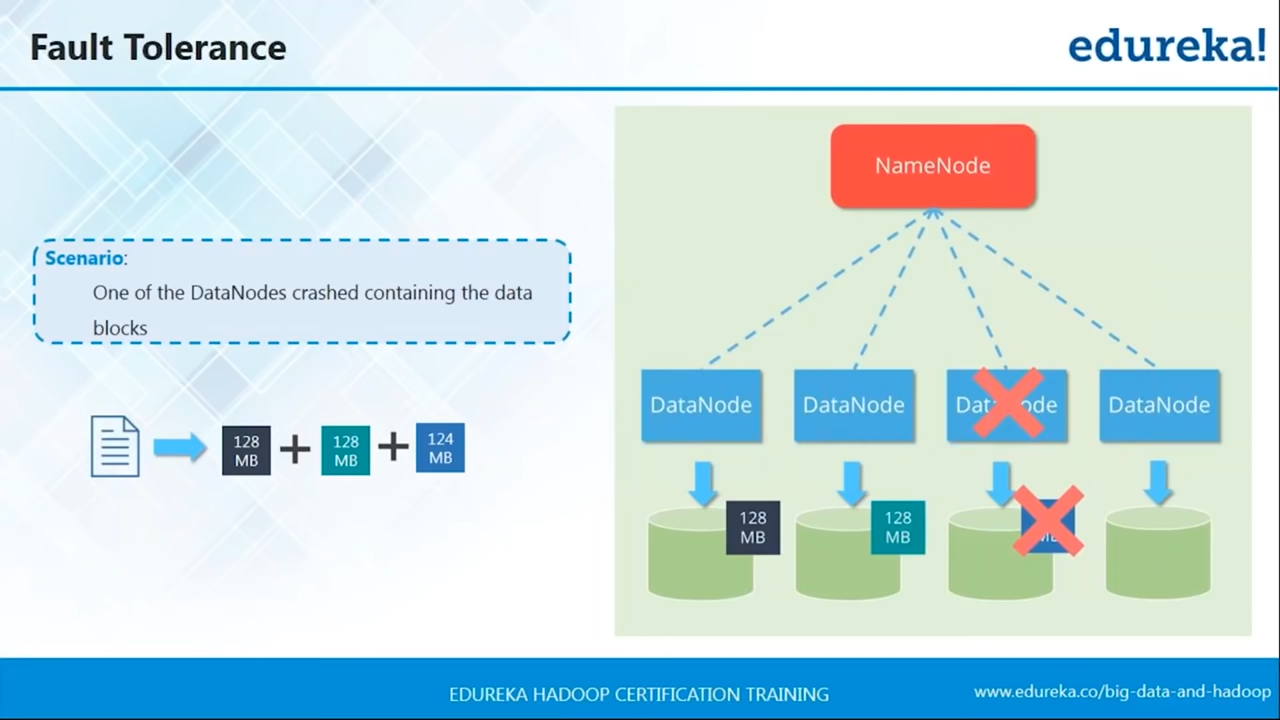 Fault Tolerance
edureka!
Scenario:
One of the DataNodes crashed containing the data
blocks
128
MB
128
MB
124
MB
NameNode
DataNode
DataNode
DataNode
128
MB
128
MB
EDUREKA HADOOP CERTIFICATION TRAINING
www.edureka.co/big-data-and-hadoop